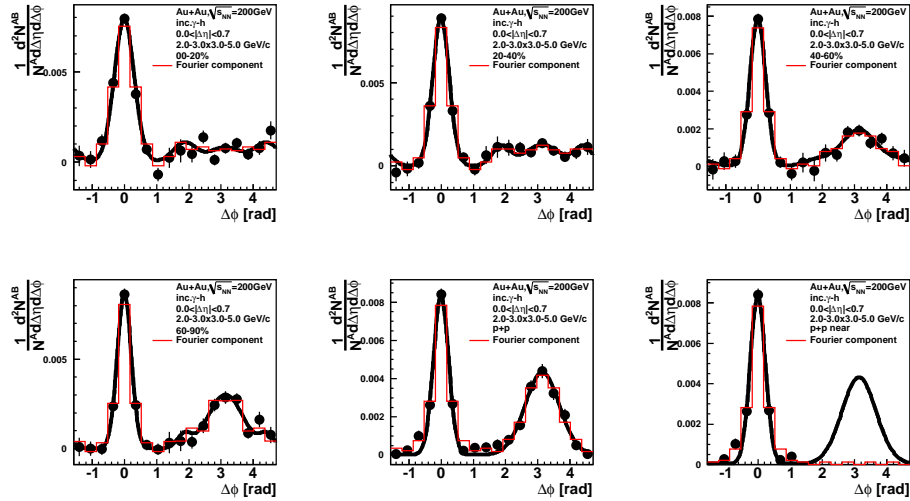 Au+Au,√s_NN=200GeV
inc.γ-h
0.0<|Δη|<0.7
2.0-3.0x3.0-5.0 GeV/c
00-20%
Fourier component
1/N^A d²N^AB/dΔηdΔϕ
0.005
0
-1 0 1 2 3 4
Δϕ [rad]
Au+Au,√s_NN=200GeV
inc.γ-h
0.0<|Δη|<0.7
2.0-3.0x3.0-5.0 GeV/c
20-40%
Fourier component
1/N^A d²N^AB/dΔηdΔϕ
0.005
0
-1 0 1 2 3 4
Δϕ [rad]
Au+Au,√s_NN=200GeV
inc.γ-h
0.0<|Δη|<0.7
2.0-3.0x3.0-5.0 GeV/c
40-60%
Fourier component
1/N^A d²N^AB/dΔηdΔϕ
0.008
0.006
0.004
0.002
0
-1 0 1 2 3 4
Δϕ [rad]
Au+Au,√s_NN=200GeV
inc.γ-h
0.0<|Δη|<0.7
2.0-3.0x3.0-5.0 GeV/c
60-90%
Fourier component
1/N^A d²N^AB/dΔηdΔϕ
0.005
0
-1 0 1 2 3 4
Δϕ [rad]
Au+Au,√s_NN=200GeV
inc.γ-h
0.0<|Δη|<0.7
2.0-3.0x3.0-5.0 GeV/c
p+p
Fourier component
1/N^A d²N^AB/dΔηdΔϕ
0.008
0.006
0.004
0.002
0
-1 0 1 2 3 4
Δϕ [rad]
Au+Au,√s_NN=200GeV
inc.γ-h
0.0<|Δη|<0.7
2.0-3.0x3.0-5.0 GeV/c
p+p near
Fourier component
1/N^A d²N^AB/dΔηdΔϕ
0.008
0.006
0.004
0.002
0
-1 0 1 2 3 4
Δϕ [rad]